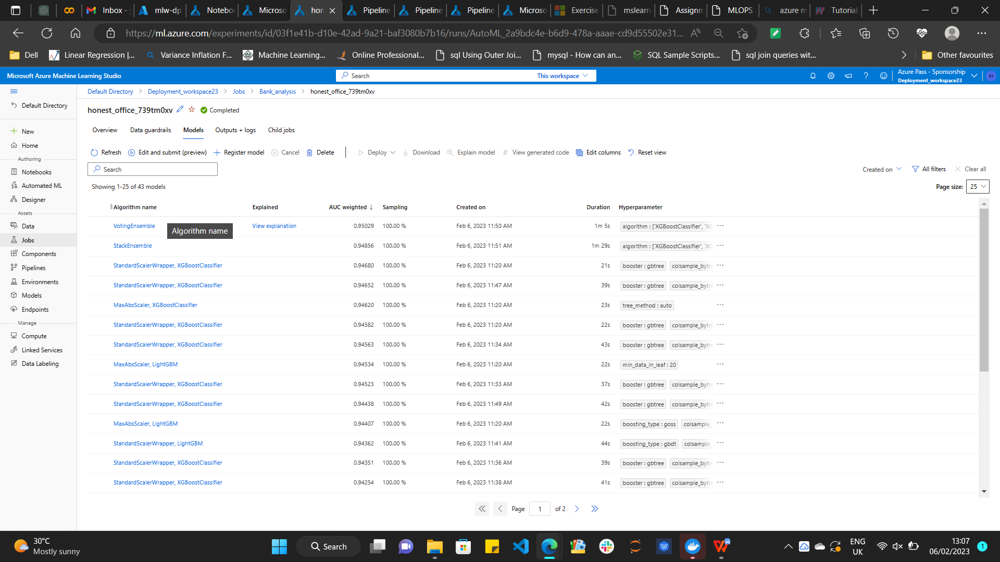 Inbox -
mlw-dp
Noteboo
Microso
hon
Pipeline
Pipeline
Pipeline
Microso
Exercise
mslearn
Assignm
MLOPS
azure m
Tutorial
https://ml.azure.com/experiments/id/03f1e41b-d10e-42ad-9a21-baf3080b7b16/runs/AutoML_2a9bdc4e-b6d9-478a-aaae-cd9d55502e31...
Dell
Linear Regression |...
Variance Inflation F...
Machine Learning...
Online Professional...
sql Using Outer Joi...
mysql - How can an...
SQL Sample Scripts...
sql join queries wit...
Other favourites
Microsoft Azure Machine Learning Studio
Search
This workspace
Azure Pass - Sponsorship
Deployment_workspace23
KJ
Default Directory > Deployment_workspace23 > Jobs > Bank_analysis > honest_office_739tm0xv
Default Directory
New
Home
Authoring
Notebooks
Automated ML
Designer
Assets
Data
Jobs
Components
Pipelines
Environments
Models
Endpoints
Manage
Compute
Linked Services
Data Labeling
honest_office_739tm0xv Completed
Overview Data guardrails Models Outputs + logs Child jobs
Refresh Edit and submit (preview) Register model Cancel Delete Deploy Download Explain model View generated code Edit columns Reset view
Search
Created on All filters Clear all
Showing 1-25 of 43 models
Page size: 25
Algorithm name Explained AUC weighted ↓ Sampling Created on Duration Hyperparameter
VotingEnsemble View explanation 0.95029 100.00 % Feb 6, 2023 11:50 AM 1m 5s algorithm : ['XGBoostClassifier', 'XG ...
Algorithm name
StackEnsemble 0.94856 100.00 % Feb 6, 2023 11:51 AM 1m 29s algorithm : ['XGBoostClassifier', 'XG ...
StandardScalerWrapper, XGBoostClassifier 0.94680 100.00 % Feb 6, 2023 11:20 AM 21s booster : gbtree colsample_bytre ...
StandardScalerWrapper, XGBoostClassifier 0.94652 100.00 % Feb 6, 2023 11:47 AM 39s booster : gbtree colsample_bytre ...
MaxAbsScaler, XGBoostClassifier 0.94620 100.00 % Feb 6, 2023 11:20 AM 23s tree_method : auto ...
StandardScalerWrapper, XGBoostClassifier 0.94582 100.00 % Feb 6, 2023 11:20 AM 22s booster : gbtree colsample_bytre ...
StandardScalerWrapper, XGBoostClassifier 0.94563 100.00 % Feb 6, 2023 11:34 AM 43s booster : gbtree colsample_bytre ...
MaxAbsScaler, LightGBM 0.94534 100.00 % Feb 6, 2023 11:20 AM 22s min_data_in_leaf : 20 ...
StandardScalerWrapper, XGBoostClassifier 0.94523 100.00 % Feb 6, 2023 11:33 AM 37s booster : gbtree colsample_bytre ...
StandardScalerWrapper, XGBoostClassifier 0.94438 100.00 % Feb 6, 2023 11:49 AM 42s booster : gbtree colsample_bytre ...
MaxAbsScaler, LightGBM 0.94407 100.00 % Feb 6, 2023 11:20 AM 22s boosting_type : goss colsample_ ...
StandardScalerWrapper, LightGBM 0.94362 100.00 % Feb 6, 2023 11:41 AM 44s boosting_type : gbdt colsample_ ...
StandardScalerWrapper, XGBoostClassifier 0.94351 100.00 % Feb 6, 2023 11:36 AM 39s booster : gbtree colsample_bytre ...
StandardScalerWrapper, XGBoostClassifier 0.94254 100.00 % Feb 6, 2023 11:38 AM 41s booster : gbtree colsample_bytre ...
Page 1 of 2
30°C
Mostly sunny
Search
ENG
UK
13:07
06/02/2023
1